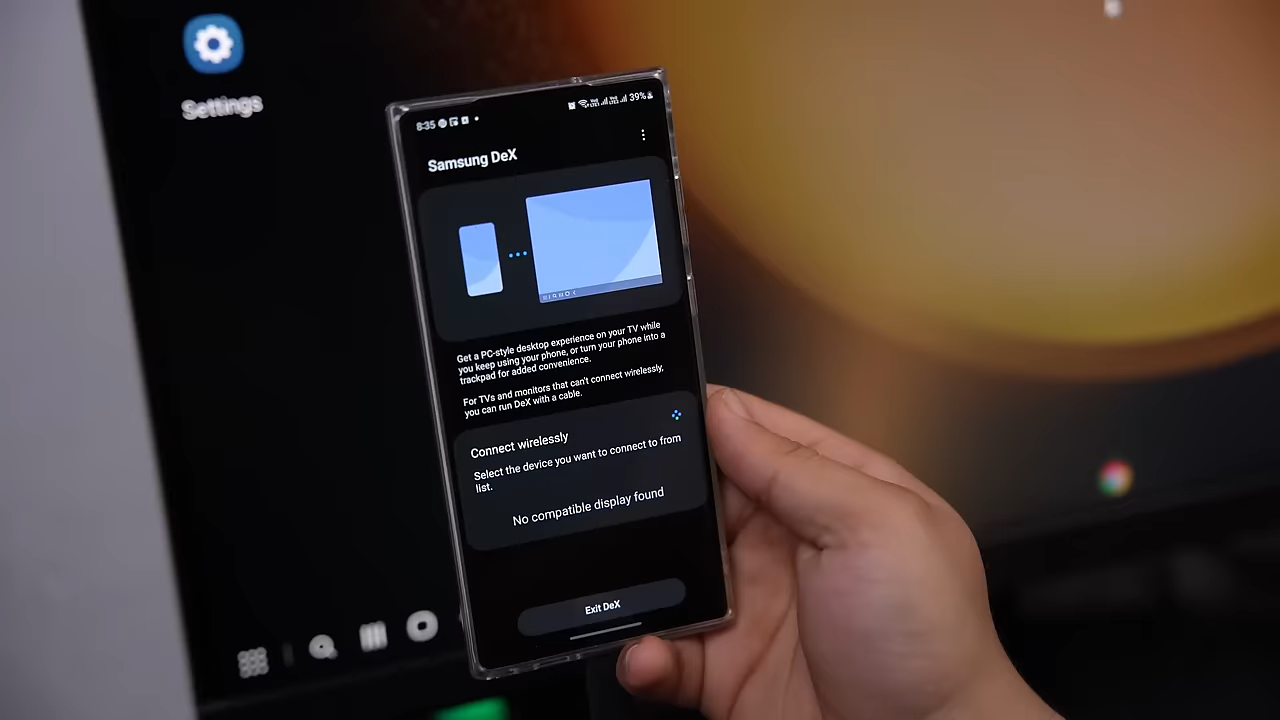 Settings
8:35
39%
Samsung DeX
Get a PC-style desktop experience on your TV while
you keep using your phone, or turn your phone into a
trackpad for added convenience.
For TVs and monitors that can't connect wirelessly,
you can run DeX with a cable.
Connect wirelessly
Select the device you want to connect to from
list.
No compatible display found
Exit DeX